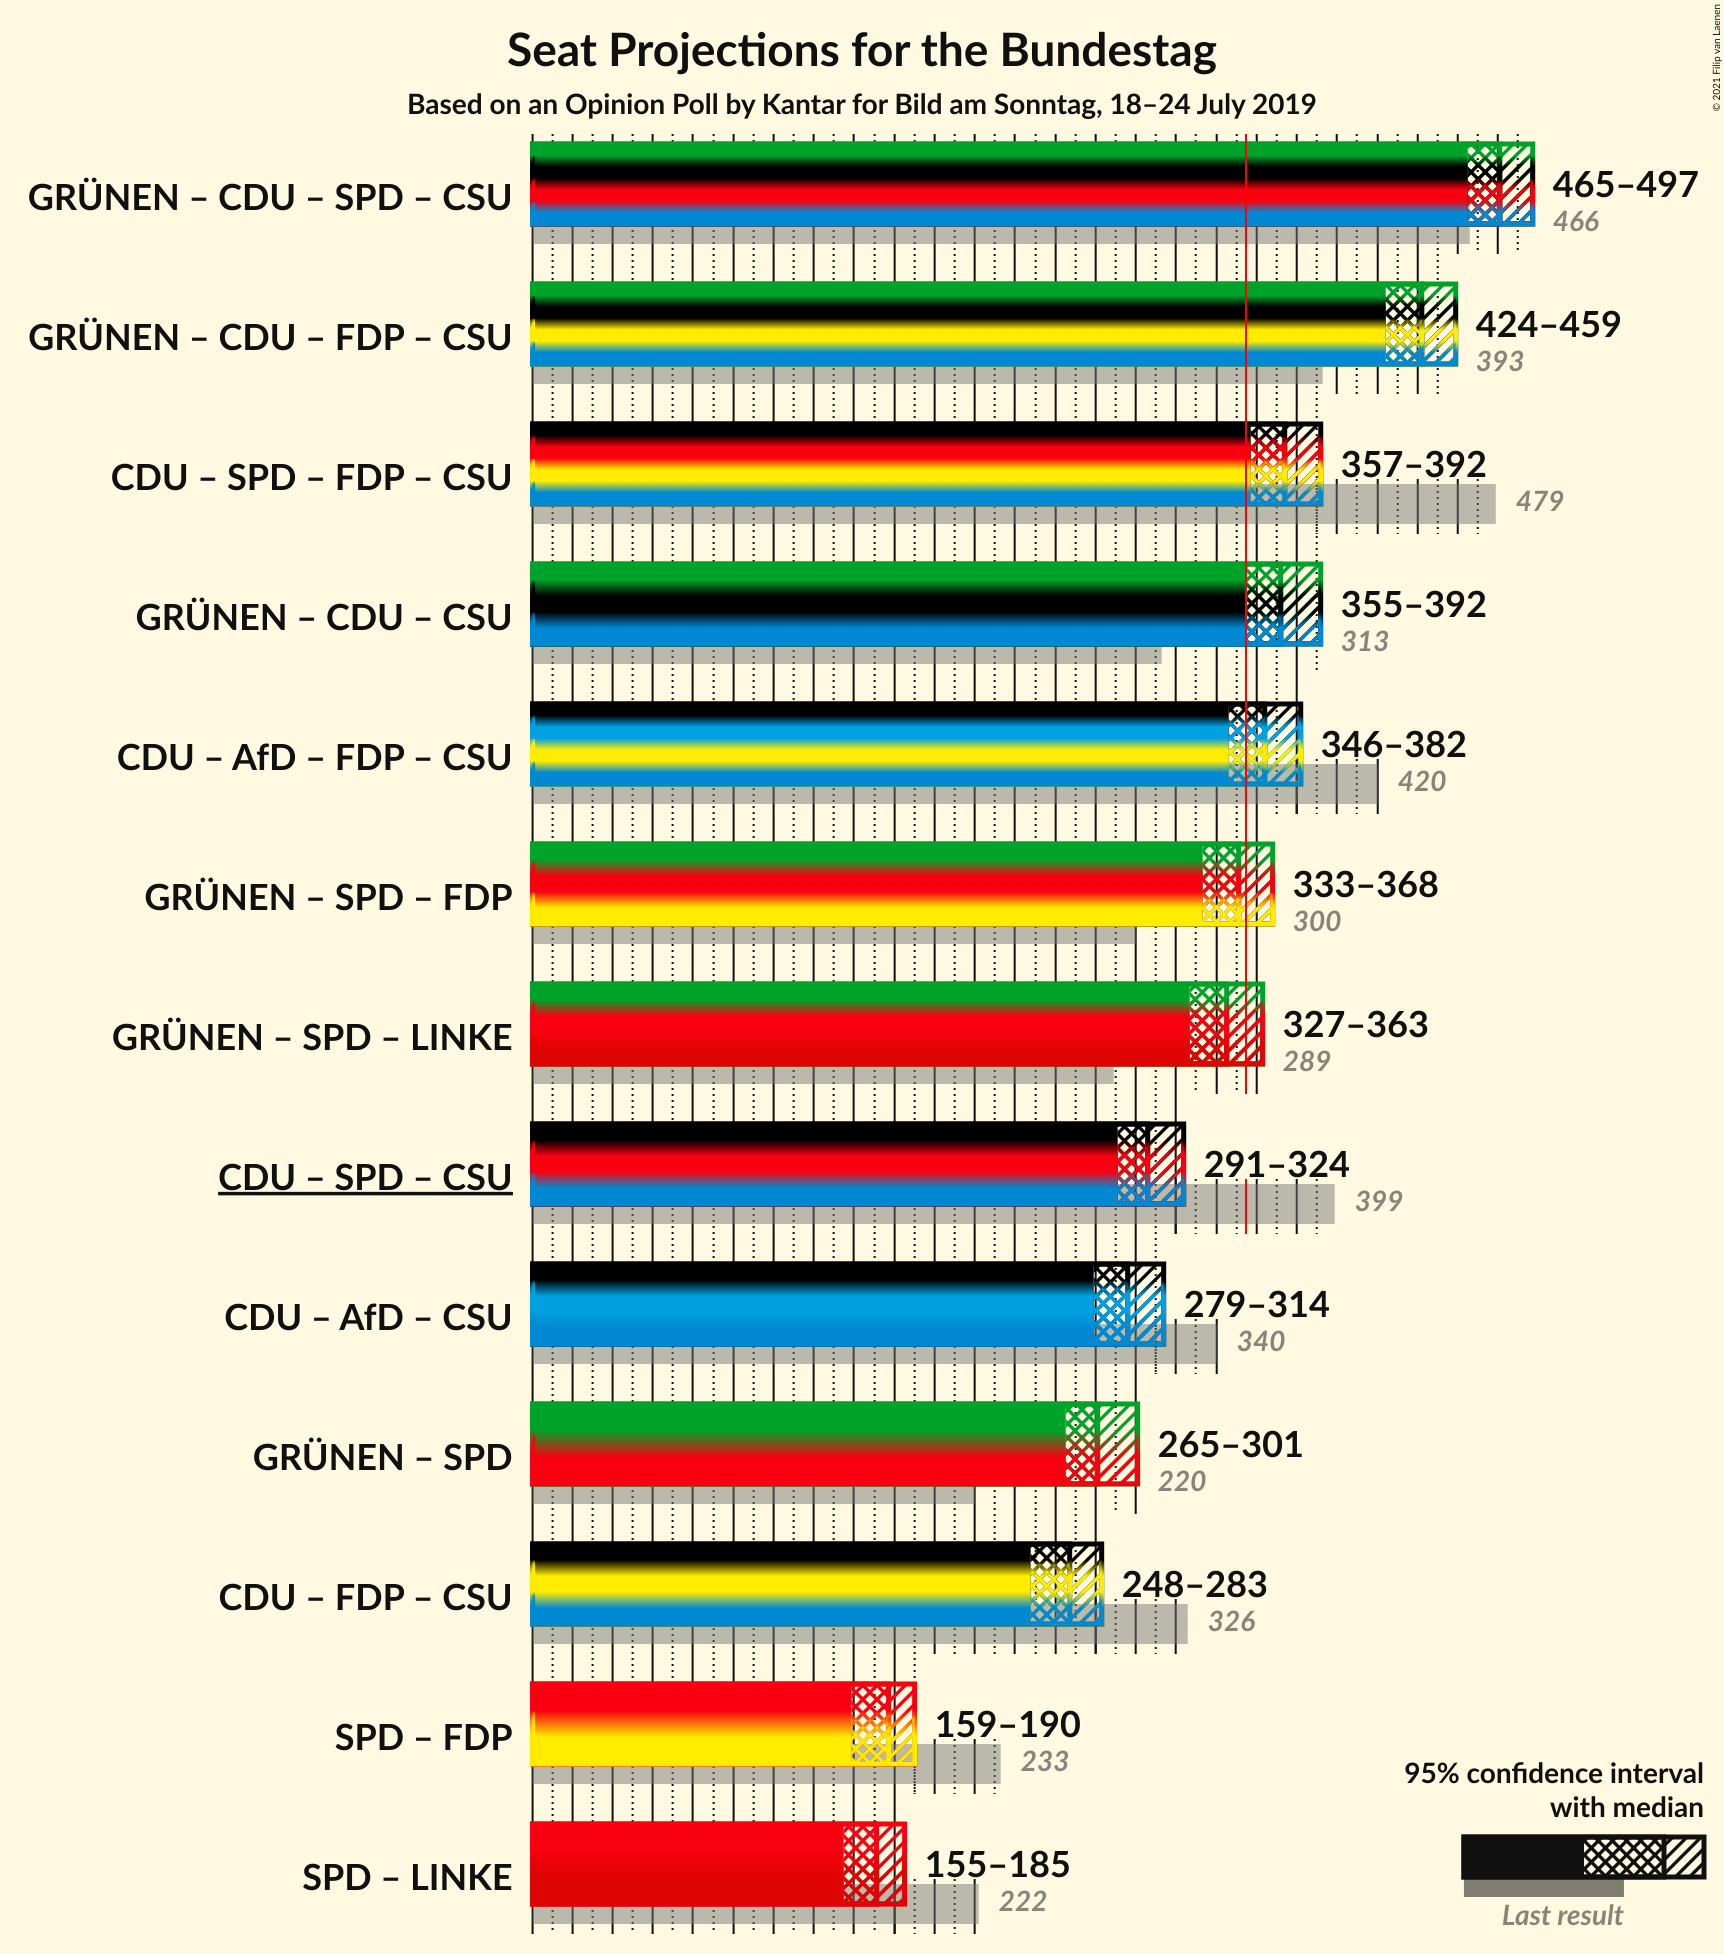 Seat Projections for the Bundestag
Based on an Opinion Poll by Kantar for Bild am Sonntag, 18–24 July 2019
© 2021 Filip van Laenen
GRÜNEN – CDU – SPD – CSU
465–497
466
GRÜNEN – CDU – FDP – CSU
424–459
393
CDU – SPD – FDP – CSU
357–392
479
GRÜNEN – CDU – CSU
355–392
313
CDU – AfD – FDP – CSU
346–382
420
GRÜNEN – SPD – FDP
333–368
300
GRÜNEN – SPD – LINKE
327–363
289
CDU – SPD – CSU
291–324
399
CDU – AfD – CSU
279–314
340
GRÜNEN – SPD
265–301
220
CDU – FDP – CSU
248–283
326
SPD – FDP
159–190
233
SPD – LINKE
155–185
222
95% confidence interval
with median
Last result